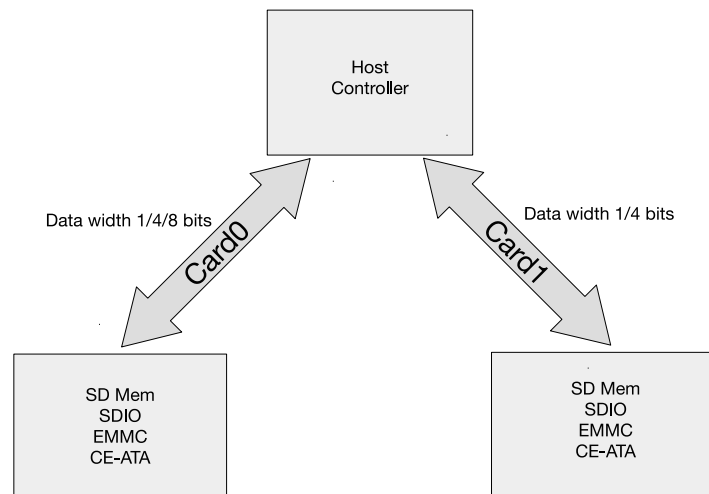 Host
Controller
Data width 1/4/8 bits
Card0
Card1
Data width 1/4 bits
SD Mem
SDIO
EMMC
CE-ATA
SD Mem
SDIO
EMMC
CE-ATA